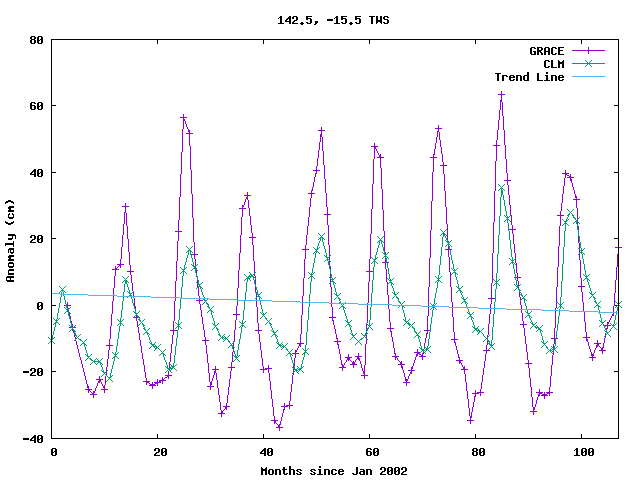 142.5, -15.5 TWS
GRACE
CLM
Trend Line
80
60
40
20
0
-20
-40
0 20 40 60 80 100
Anomaly (cm)
Months since Jan 2002